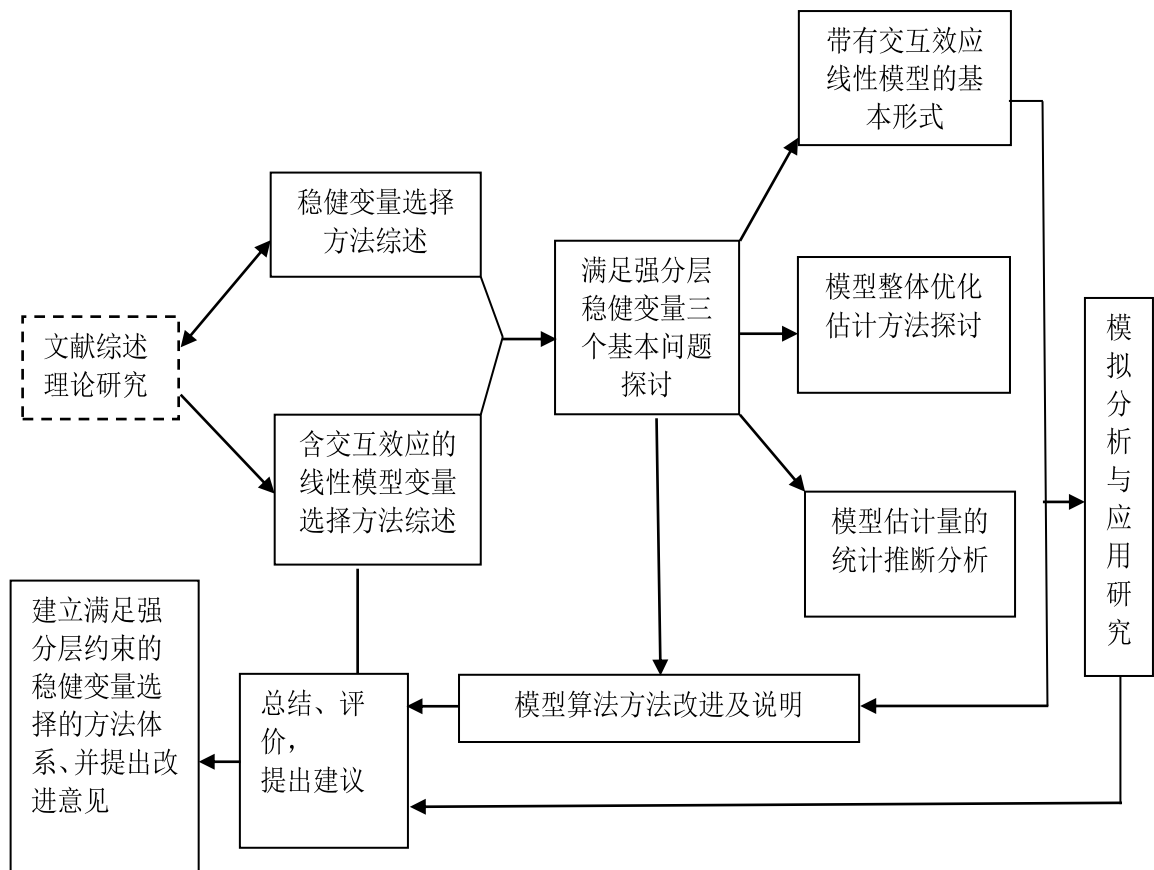 带有交互效应
线性模型的基
本形式
稳健变量选择
方法综述
满足强分层
稳健变量三
个基本问题
探讨
模型整体优化
估计方法探讨
文献综述
理论研究
含交互效应的
线性模型变量
选择方法综述
模型估计量的
统计推断分析
模
拟
分
析
与
应
用
研
究
建立满足强
分层约束的
稳健变量选
择的方法体
系、并提出改
进意见
总结、评
价，
提出建议
模型算法方法改进及说明